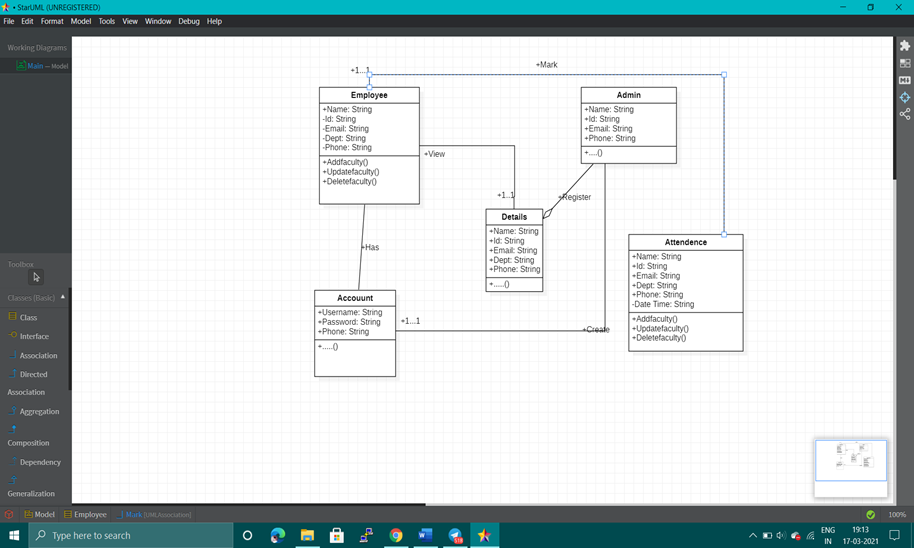 • StarUML (UNREGISTERED)
File Edit Format Model Tools View Window Debug Help
Working Diagrams
Main — Model
Toolbox
Classes (Basic)
Class
Interface
Association
Directed
Association
Aggregation
Composition
Dependency
Generalization
+1...1
+Mark
Employee
+Name: String
-Id: String
-Email: String
-Dept: String
-Phone: String
+Addfaculty()
+Updatefaculty()
+Deletefaculty()
+View
+1..1
Admin
+Name: String
+Id: String
+Email: String
+Phone: String
+....()
+Register
Details
+Name: String
+Id: String
+Email: String
+Dept: String
+Phone: String
+.....()
Attendence
+Name: String
+Id: String
+Email: String
+Dept: String
+Phone: String
-Date Time: String
+Addfaculty()
+Updatefaculty()
+Deletefaculty()
+Has
Accouunt
+Username: String
+Password: String
+Phone: String
+.....()
+1...1
+Create
Model Employee Mark [UMLAssociation]
100%
Type here to search
ENG
IN
19:13
17-03-2021